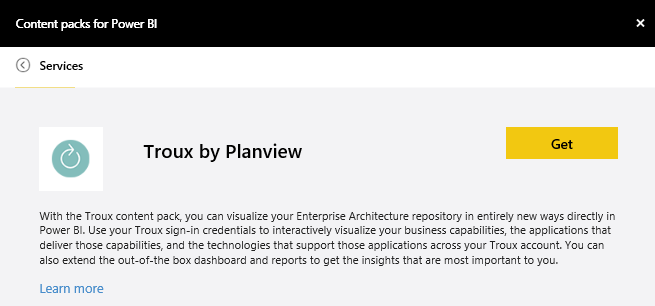 Content packs for Power BI
Services
Troux by Planview
Get
With the Troux content pack, you can visualize your Enterprise Architecture repository in entirely new ways directly in
Power BI. Use your Troux sign-in credentials to interactively visualize your business capabilities, the applications that
deliver those capabilities, and the technologies that support those applications across your Troux account. You can
also extend the out-of-the box dashboard and reports to get the insights that are most important to you.
Learn more